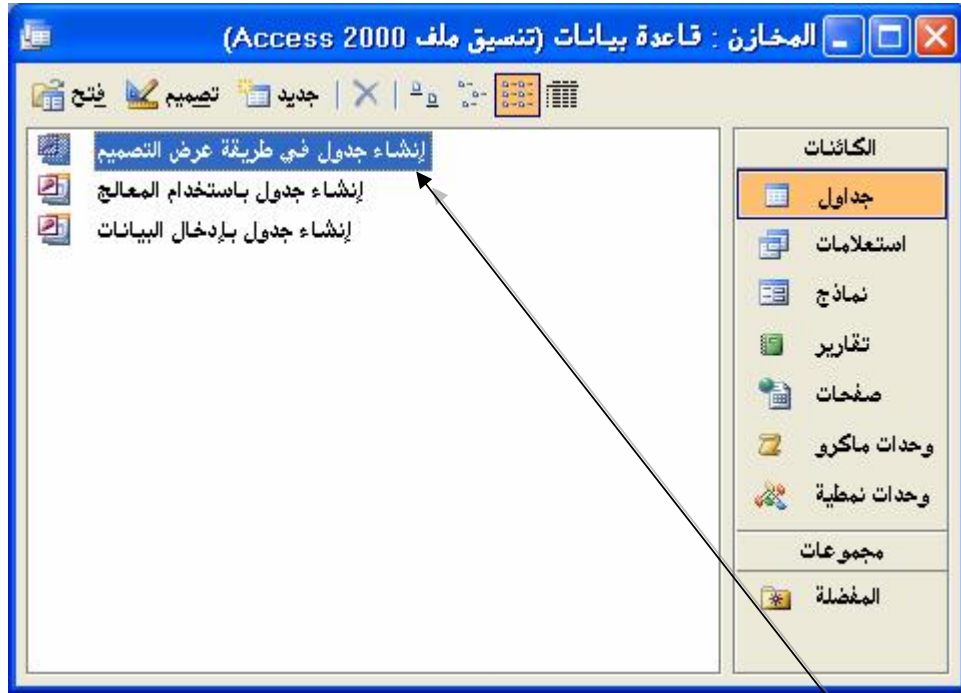 المخازن : قاعدة بيانات (تنسيق ملف Access 2000)
فتح تصميم جديد
الكائنات
جداول
استعلامات
نماذج
تقارير
صفحات
وحدات ماكرو
وحدات نمطية
مجموعات
المفضلة
إنشاء جدول في طريقة عرض التصميم
إنشاء جدول باستخدام المعالج
إنشاء جدول بإدخال البيانات